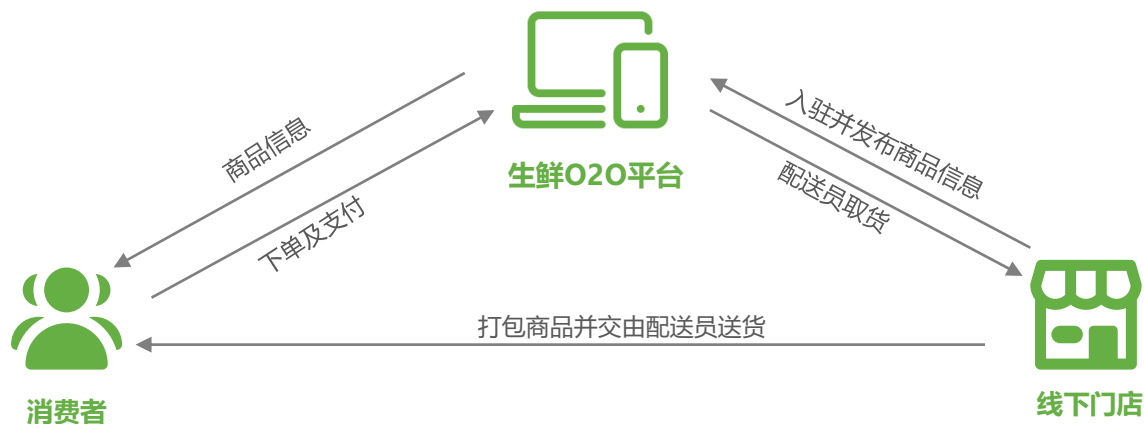 生鲜O2O平台
商品信息
下单及支付
入驻并发布商品信息
配送员取货
打包商品并交由配送员送货
消费者
线下门店